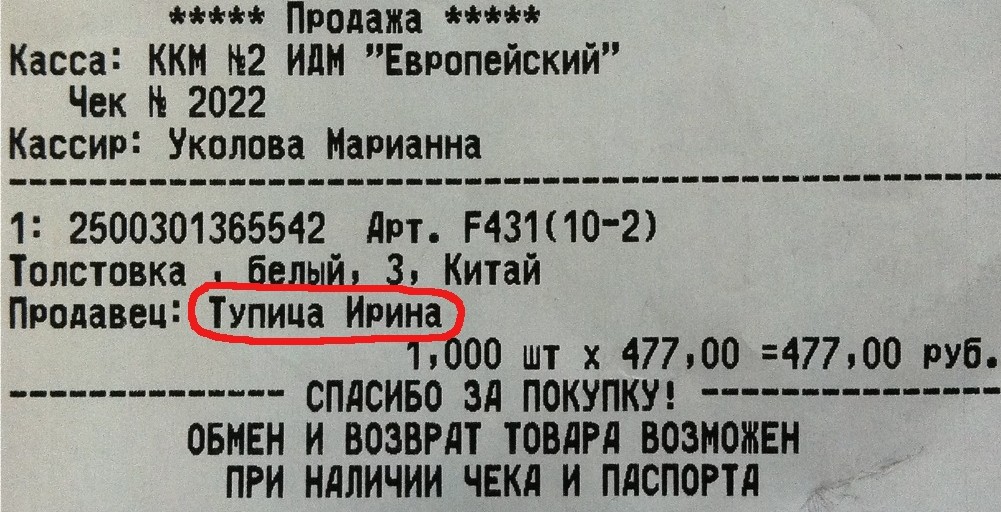 ***** Продажа *****
Касса: ККМ №2 ИДМ "Европейский"
Чек № 2022
Кассир: Уколова Марианна
1: 2500301365542 Арт. F431(10-2)
Толстовка , белый, 3, Китай
Продавец: Тупица Ирина
1,000 шт х 477,00 =477,00 руб.
СПАСИБО ЗА ПОКУПКУ!
ОБМЕН И ВОЗВРАТ ТОВАРА ВОЗМОЖЕН
ПРИ НАЛИЧИИ ЧЕКА И ПАСПОРТА